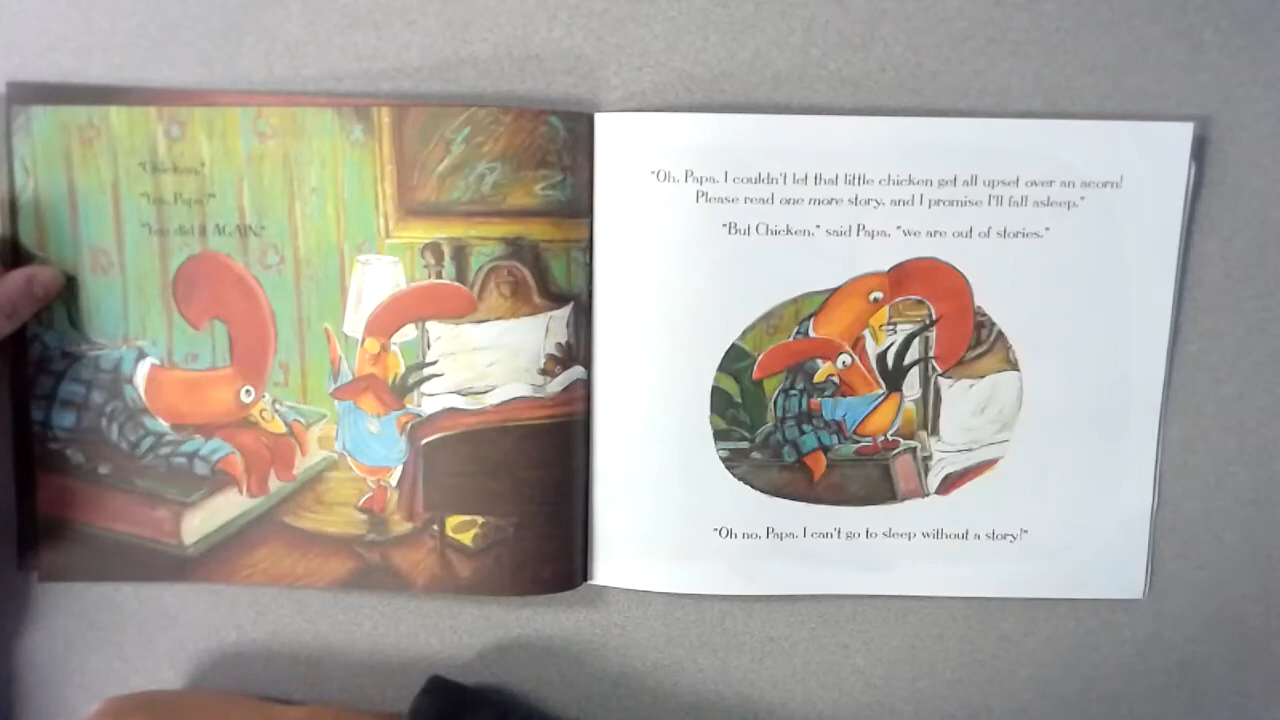 "Chicken."
"Yes, Papa?"
"You did it AGAIN."
"Oh, Papa, I couldn't let that little chicken get all upset over an acorn!
Please read one more story, and I promise I'll fall asleep."
"But Chicken," said Papa, "we are out of stories."
"Oh no, Papa, I can't go to sleep without a story!"